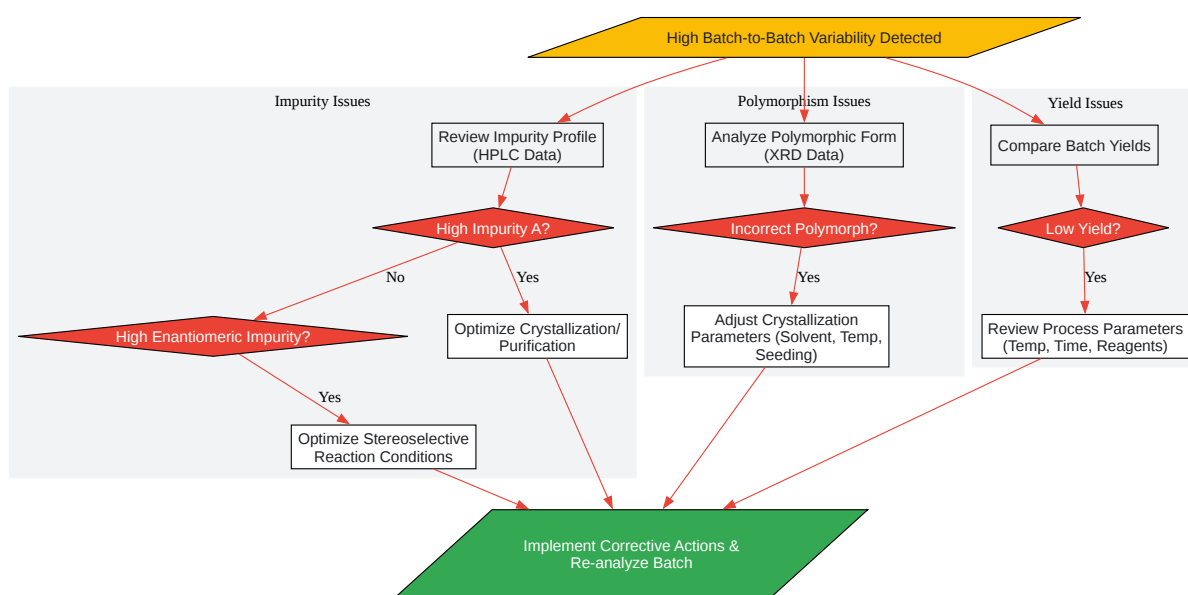 High Batch-to-Batch Variability Detected
Impurity Issues
Polymorphism Issues
Yield Issues
Review Impurity Profile
(HPLC Data)
Analyze Polymorphic Form
(XRD Data)
Compare Batch Yields
High Impurity A?
Incorrect Polymorph?
Low Yield?
No
Yes
Yes
Yes
High Enantiomeric Impurity?
Optimize Crystallization/
Purification
Adjust Crystallization
Parameters (Solvent, Temp,
Seeding)
Review Process Parameters
(Temp, Time, Reagents)
Yes
Optimize Stereoselective
Reaction Conditions
Implement Corrective Actions &
Re-analyze Batch